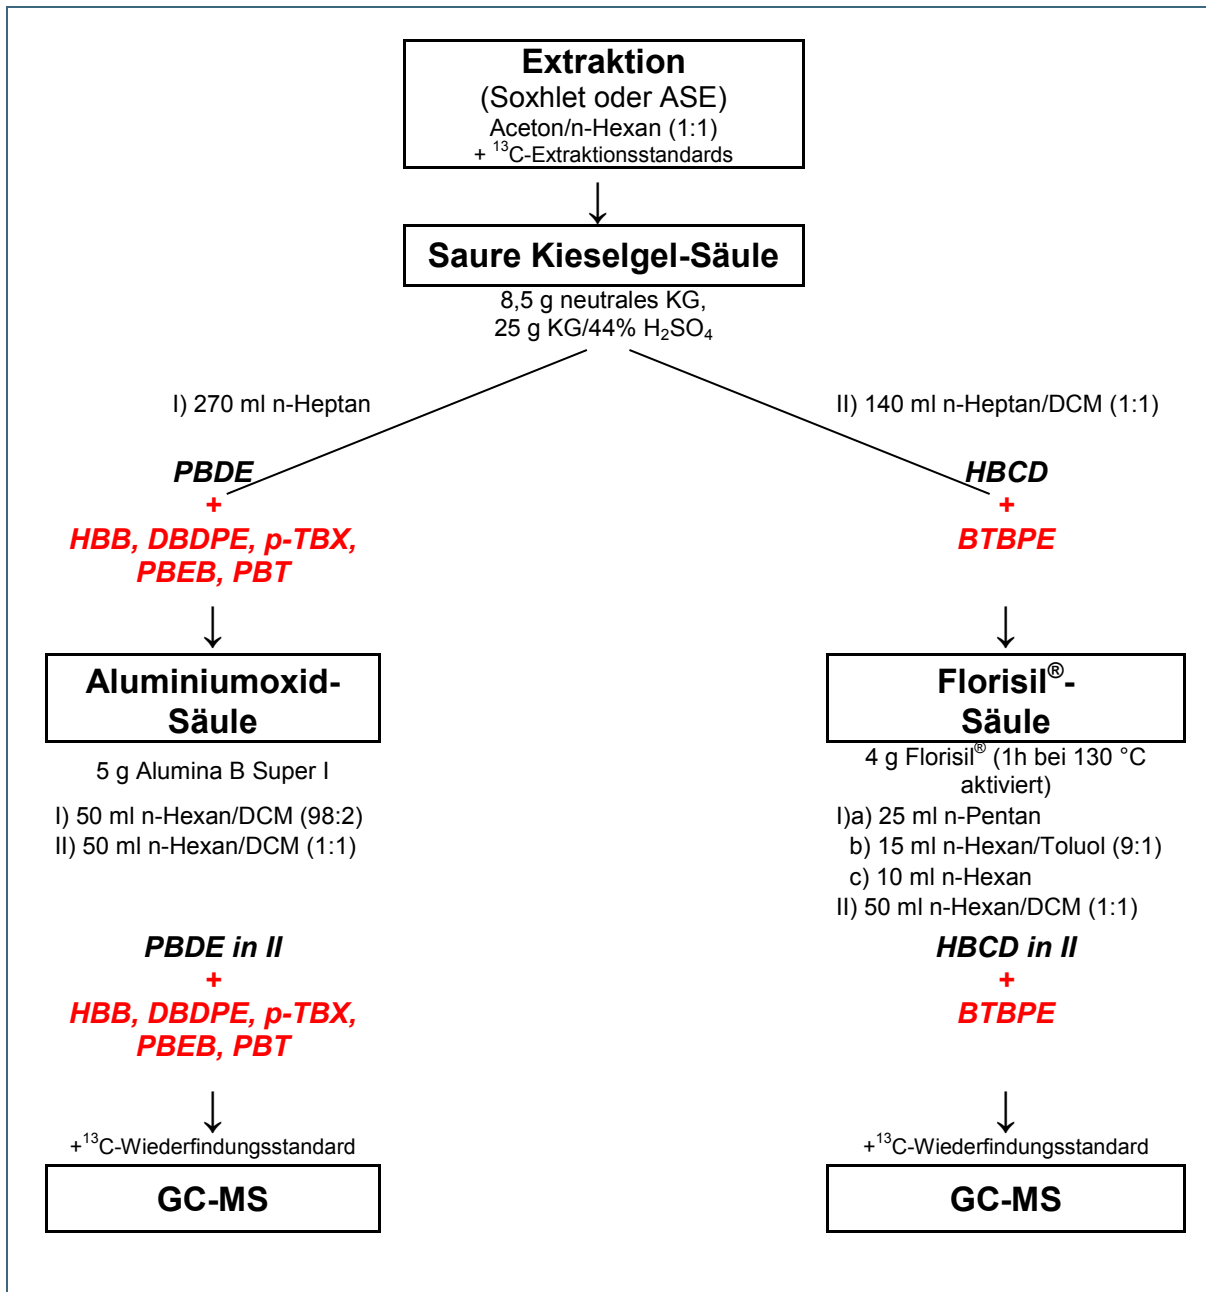 Extraktion
(Soxhlet oder ASE)
Aceton/n-Hexan (1:1)
+ ¹³C-Extraktionsstandards
↓
Saure Kieselgel-Säule
8,5 g neutrales KG,
25 g KG/44% H₂SO₄
I) 270 ml n-Heptan
PBDE
+
HBB, DBDPE, p-TBX,
PBEB, PBT
↓
Aluminiumoxid-
Säule
5 g Alumina B Super I
I) 50 ml n-Hexan/DCM (98:2)
II) 50 ml n-Hexan/DCM (1:1)
PBDE in II
+
HBB, DBDPE, p-TBX,
PBEB, PBT
↓
+¹³C-Wiederfindungsstandard
GC-MS
II) 140 ml n-Heptan/DCM (1:1)
HBCD
+
BTBPE
↓
Florisil®-
Säule
4 g Florisil® (1h bei 130 °C
aktiviert)
I)a) 25 ml n-Pentan
b) 15 ml n-Hexan/Toluol (9:1)
c) 10 ml n-Hexan
II) 50 ml n-Hexan/DCM (1:1)
HBCD in II
+
BTBPE
↓
+¹³C-Wiederfindungsstandard
GC-MS